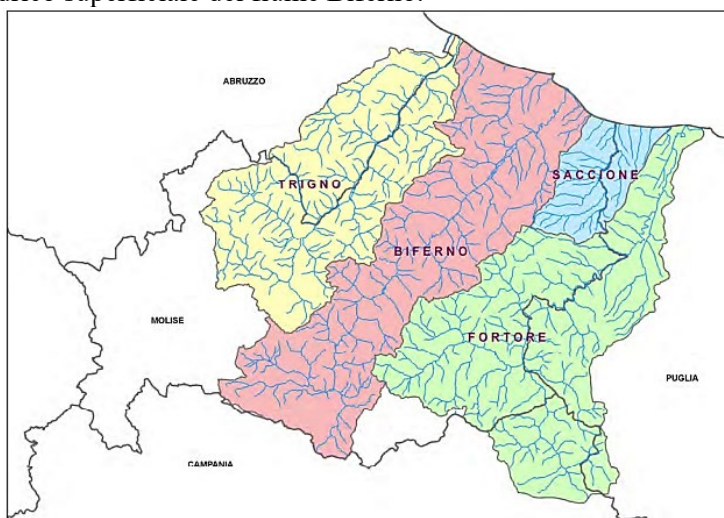 ABRUZZO
TRIGNO
SACCIONE
BIFERNO
MOLISE
FORTORE
PUGLIA
CAMPANIA